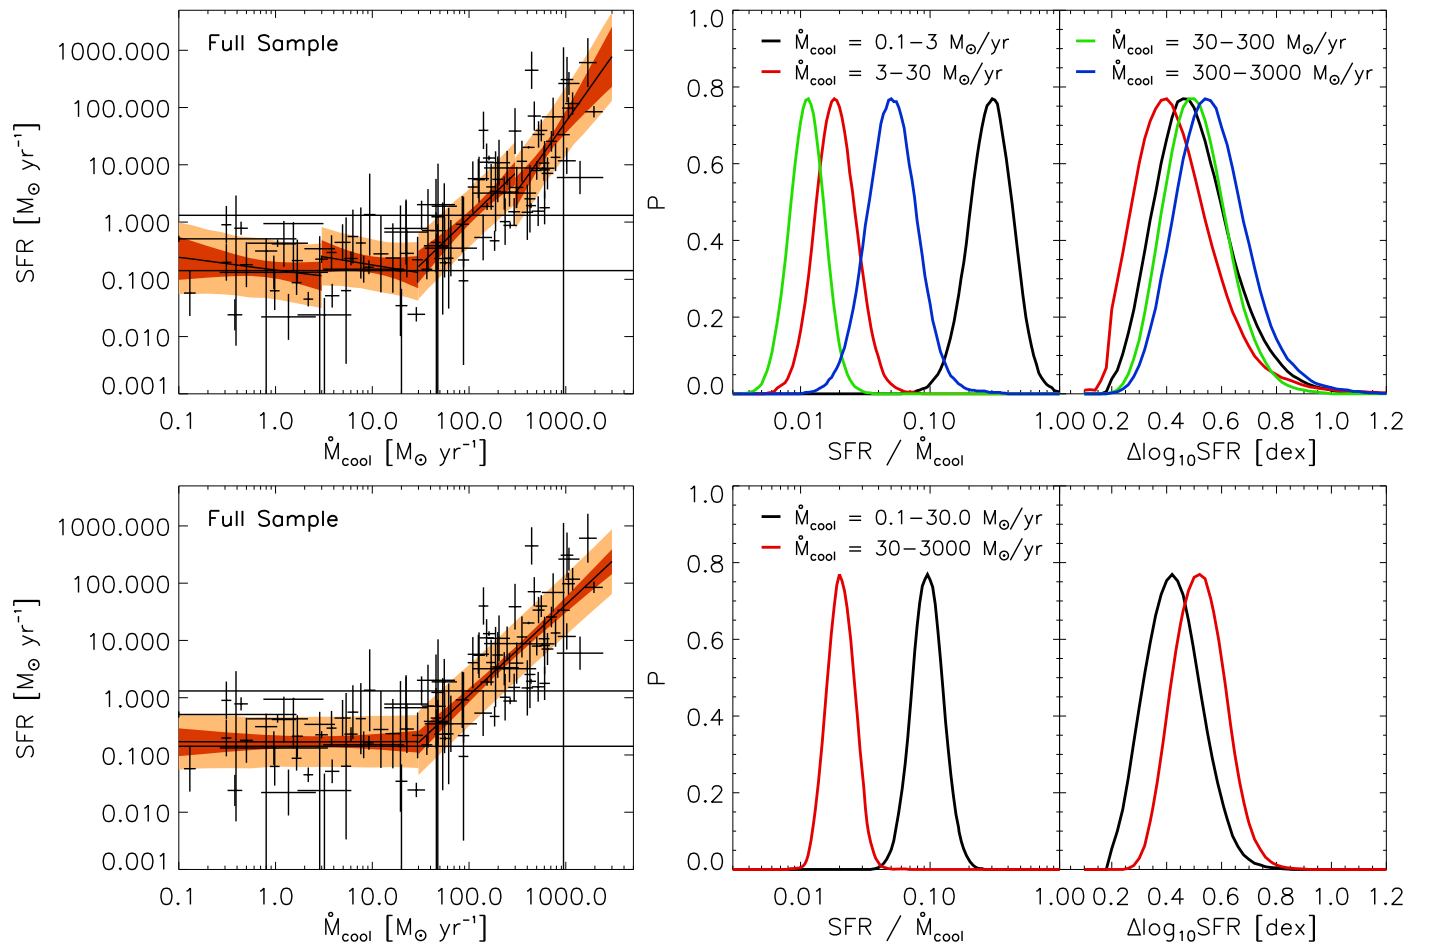 Full Sample
1000.000
100.000
10.000
1.000
0.100
0.010
0.001
SFR [M⊙ yr⁻¹]
0.1 1.0 10.0 100.0 1000.0
Ṁcool [M⊙ yr⁻¹]
1.0
0.8
0.6
0.4
0.2
0.0
P
Ṁcool = 0.1−3 M⊙/yr
Ṁcool = 3−30 M⊙/yr
0.01 0.10 1.00
SFR / Ṁcool
Ṁcool = 30−300 M⊙/yr
Ṁcool = 300−3000 M⊙/yr
0.2 0.4 0.6 0.8 1.0 1.2
Δlog₁₀SFR [dex]
Full Sample
1000.000
100.000
10.000
1.000
0.100
0.010
0.001
SFR [M⊙ yr⁻¹]
0.1 1.0 10.0 100.0 1000.0
Ṁcool [M⊙ yr⁻¹]
1.0
0.8
0.6
0.4
0.2
0.0
P
Ṁcool = 0.1−30.0 M⊙/yr
Ṁcool = 30−3000 M⊙/yr
0.01 0.10 1.00
SFR / Ṁcool
0.2 0.4 0.6 0.8 1.0 1.2
Δlog₁₀SFR [dex]